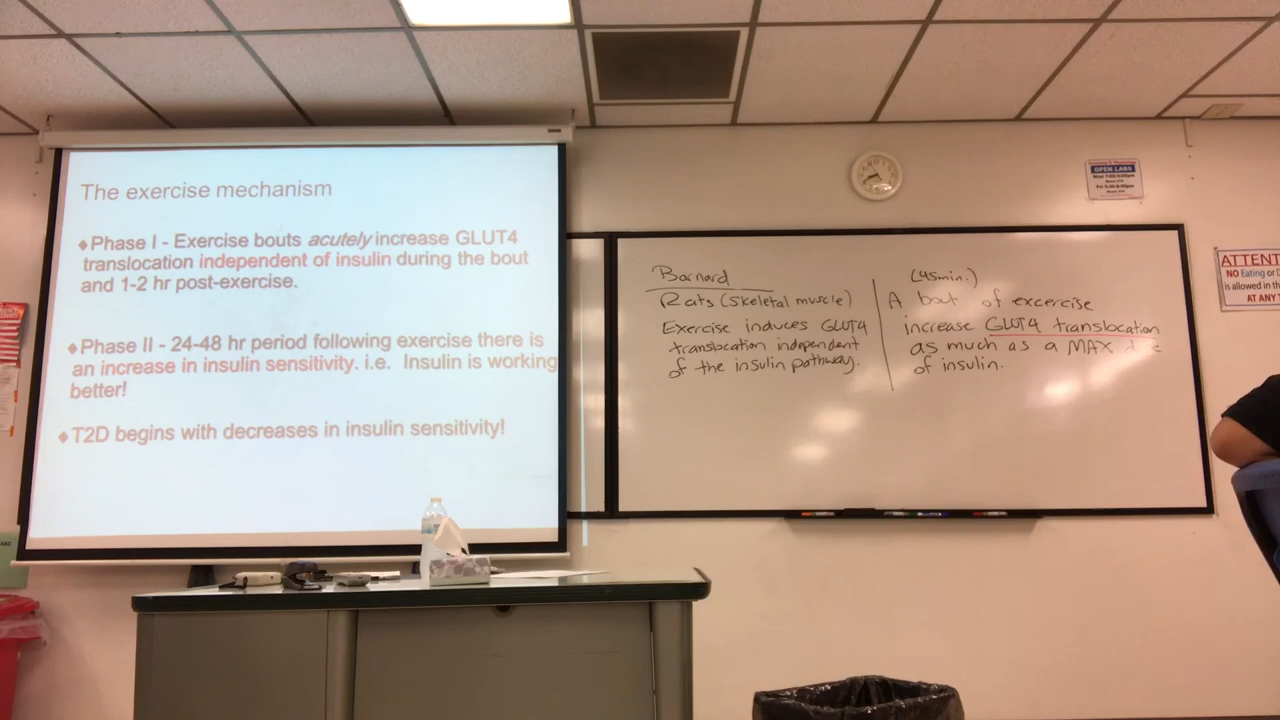 The exercise mechanism
♦Phase I - Exercise bouts acutely increase GLUT4
translocation independent of insulin during the bout
and 1-2 hr post-exercise.
♦Phase II - 24-48 hr period following exercise there is
an increase in insulin sensitivity. i.e. Insulin is working
better!
♦T2D begins with decreases in insulin sensitivity!
Barnard
Rats (skeletal muscle)
Exercise induces GLUT4
translocation independent
of the insulin pathway.
(45min.)
A bout of excercise
increase GLUT4 translocation
as much as a MAX
of insulin.
OPEN LABS
ATTENT
NO Eating or D
is allowed in th
AT ANY